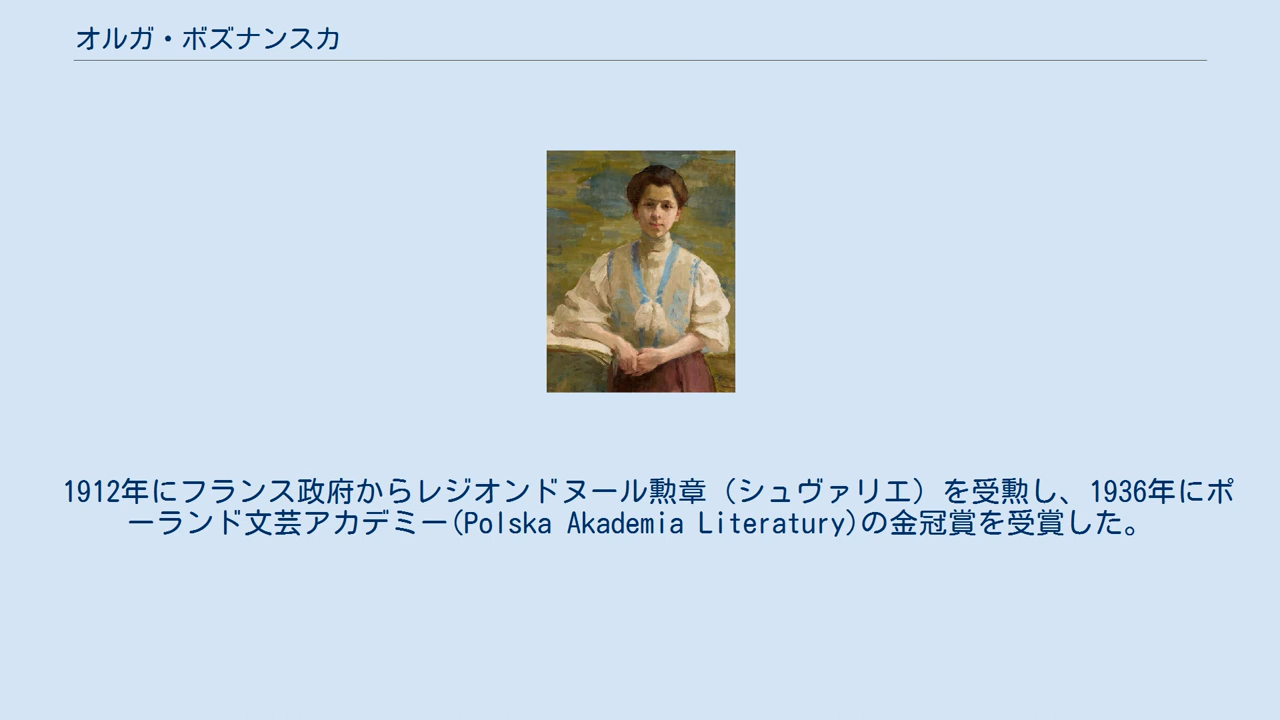 オルガ・ボズナンスカ
1912年にフランス政府からレジオンドヌール勲章（シュヴァリエ）を受勲し、1936年にポ
ーランド文芸アカデミー(Polska Akademia Literatury)の金冠賞を受賞した。